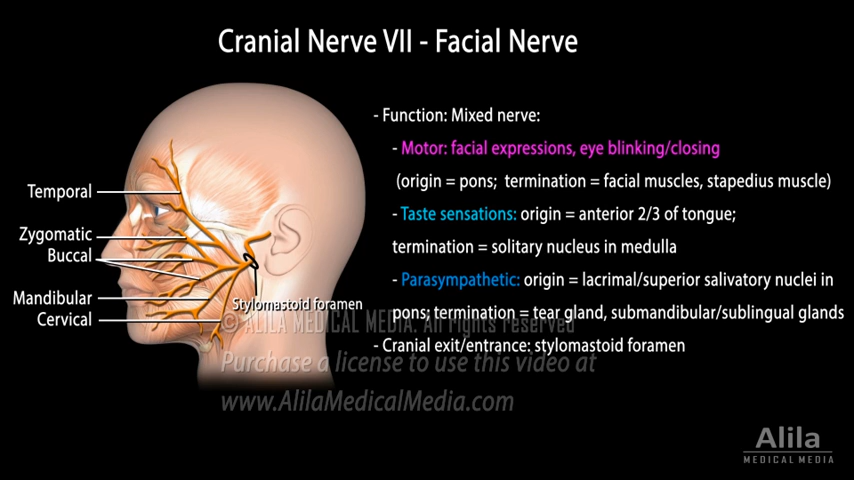 Cranial Nerve VII - Facial Nerve
- Function: Mixed nerve:
- Motor: facial expressions, eye blinking/closing
(origin = pons; termination = facial muscles, stapedius muscle)
- Taste sensations: origin = anterior 2/3 of tongue;
termination = solitary nucleus in medulla
- Parasympathetic: origin = lacrimal/superior salivatory nuclei in
pons; termination = tear gland, submandibular/sublingual glands
- Cranial exit/entrance: stylomastoid foramen
Temporal
Zygomatic
Buccal
Mandibular
Cervical
Stylomastoid foramen
© ALILA MEDICAL MEDIA. All rights reserved
Purchase a license to use this video at
www.AlilaMedicalMedia.com
Alila
MEDICAL MEDIA